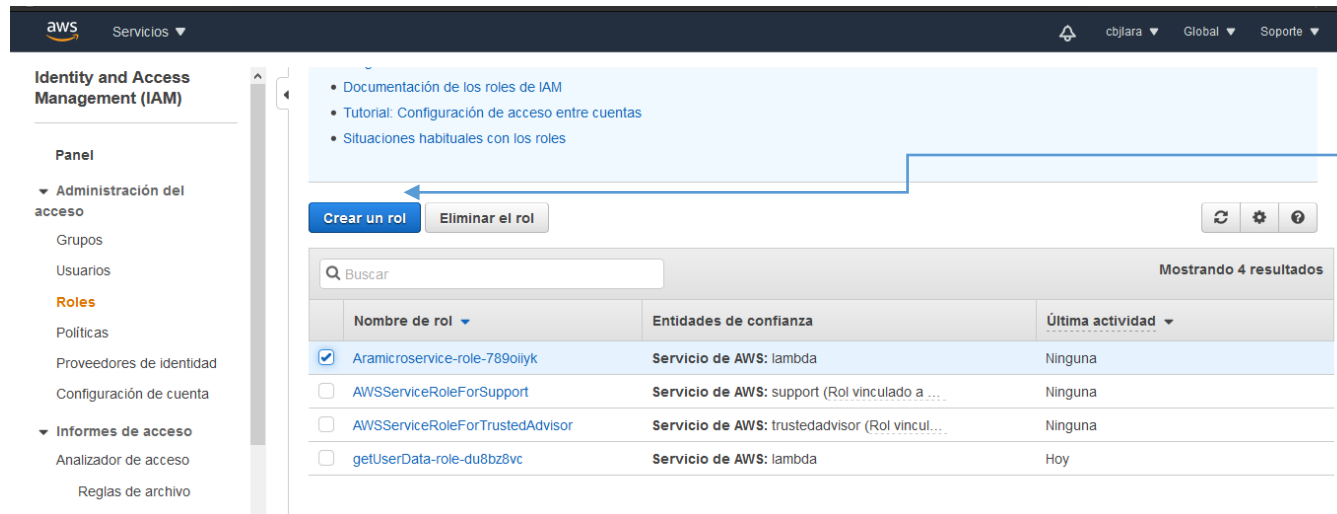 aws Servicios ▼ cbjlara ▼ Global ▼ Soporte ▼
Identity and Access
Management (IAM)
Panel
Administración del
acceso
Grupos
Usuarios
Roles
Políticas
Proveedores de identidad
Configuración de cuenta
Informes de acceso
Analizador de acceso
Reglas de archivo
• Documentación de los roles de IAM
• Tutorial: Configuración de acceso entre cuentas
• Situaciones habituales con los roles
Crear un rol Eliminar el rol
Buscar Mostrando 4 resultados
Nombre de rol Entidades de confianza Última actividad
Aramicroservice-role-789oiiyk Servicio de AWS: lambda Ninguna
AWSServiceRoleForSupport Servicio de AWS: support (Rol vinculado a … Ninguna
AWSServiceRoleForTrustedAdvisor Servicio de AWS: trustedadvisor (Rol vincul… Ninguna
getUserData-role-du8bz8vc Servicio de AWS: lambda Hoy